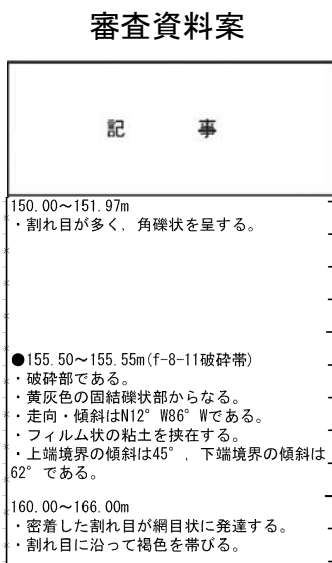 審査資料案
記　事
150.00～151.97m
・割れ目が多く，角礫状を呈する。
●155.50～155.55m(f-8-11破砕帯)
・破砕部である。
・黄灰色の固結礫状部からなる。
・走向・傾斜はN12°W86°Wである。
・フィルム状の粘土を挟在する。
・上端境界の傾斜は45°，下端境界の傾斜は
62°である。
160.00～166.00m
・密着した割れ目が網目状に発達する。
・割れ目に沿って褐色を帯びる。